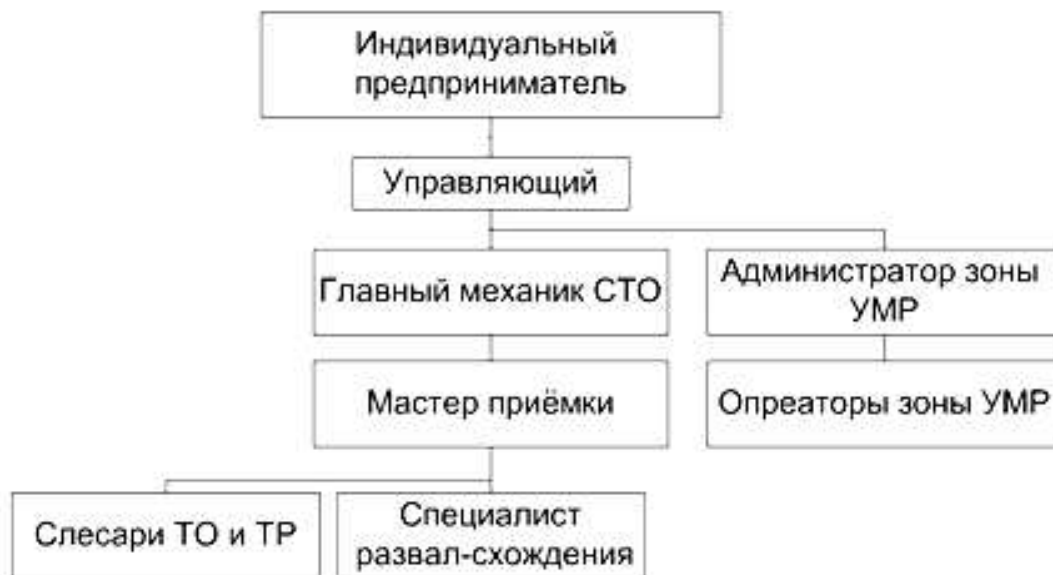 Индивидуальный
предприниматель
Управляющий
Главный механик СТО
Администратор зоны
УМР
Мастер приёмки
Опреаторы зоны УМР
Слесари ТО и ТР
Специалист
развал-схождения